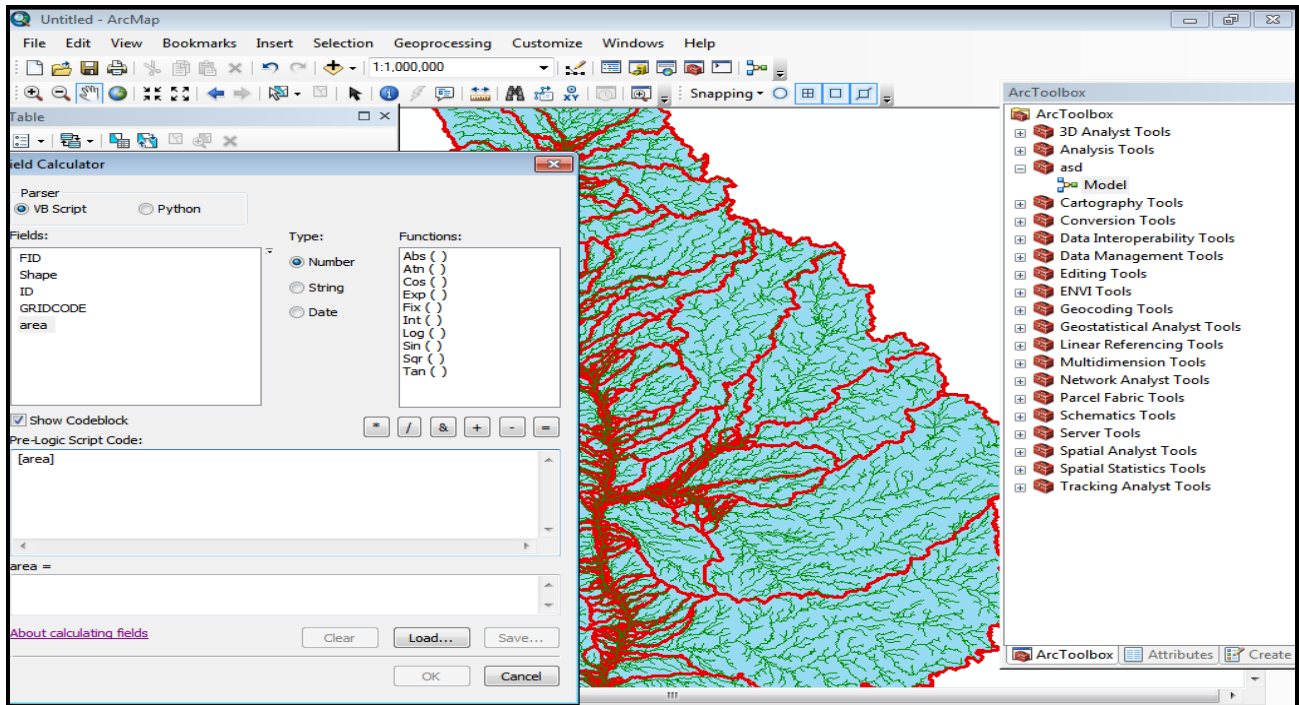 Untitled - ArcMap
File Edit View Bookmarks Insert Selection Geoprocessing Customize Windows Help
1:1,000,000
Snapping
Table
ield Calculator
Parser
VB Script Python
Fields:
FID
Shape
ID
GRIDCODE
area
Type:
Number
String
Date
Functions:
Abs ( )
Atn ( )
Cos ( )
Exp ( )
Fix ( )
Int ( )
Log ( )
Sin ( )
Sqr ( )
Tan ( )
Show Codeblock
* / & + - =
Pre-Logic Script Code:
[area]
area =
About calculating fields
Clear Load... Save...
OK Cancel
ArcToolbox
ArcToolbox
3D Analyst Tools
Analysis Tools
asd
Model
Cartography Tools
Conversion Tools
Data Interoperability Tools
Data Management Tools
Editing Tools
ENVI Tools
Geocoding Tools
Geostatistical Analyst Tools
Linear Referencing Tools
Multidimension Tools
Network Analyst Tools
Parcel Fabric Tools
Schematics Tools
Server Tools
Spatial Analyst Tools
Spatial Statistics Tools
Tracking Analyst Tools
ArcToolbox Attributes Create